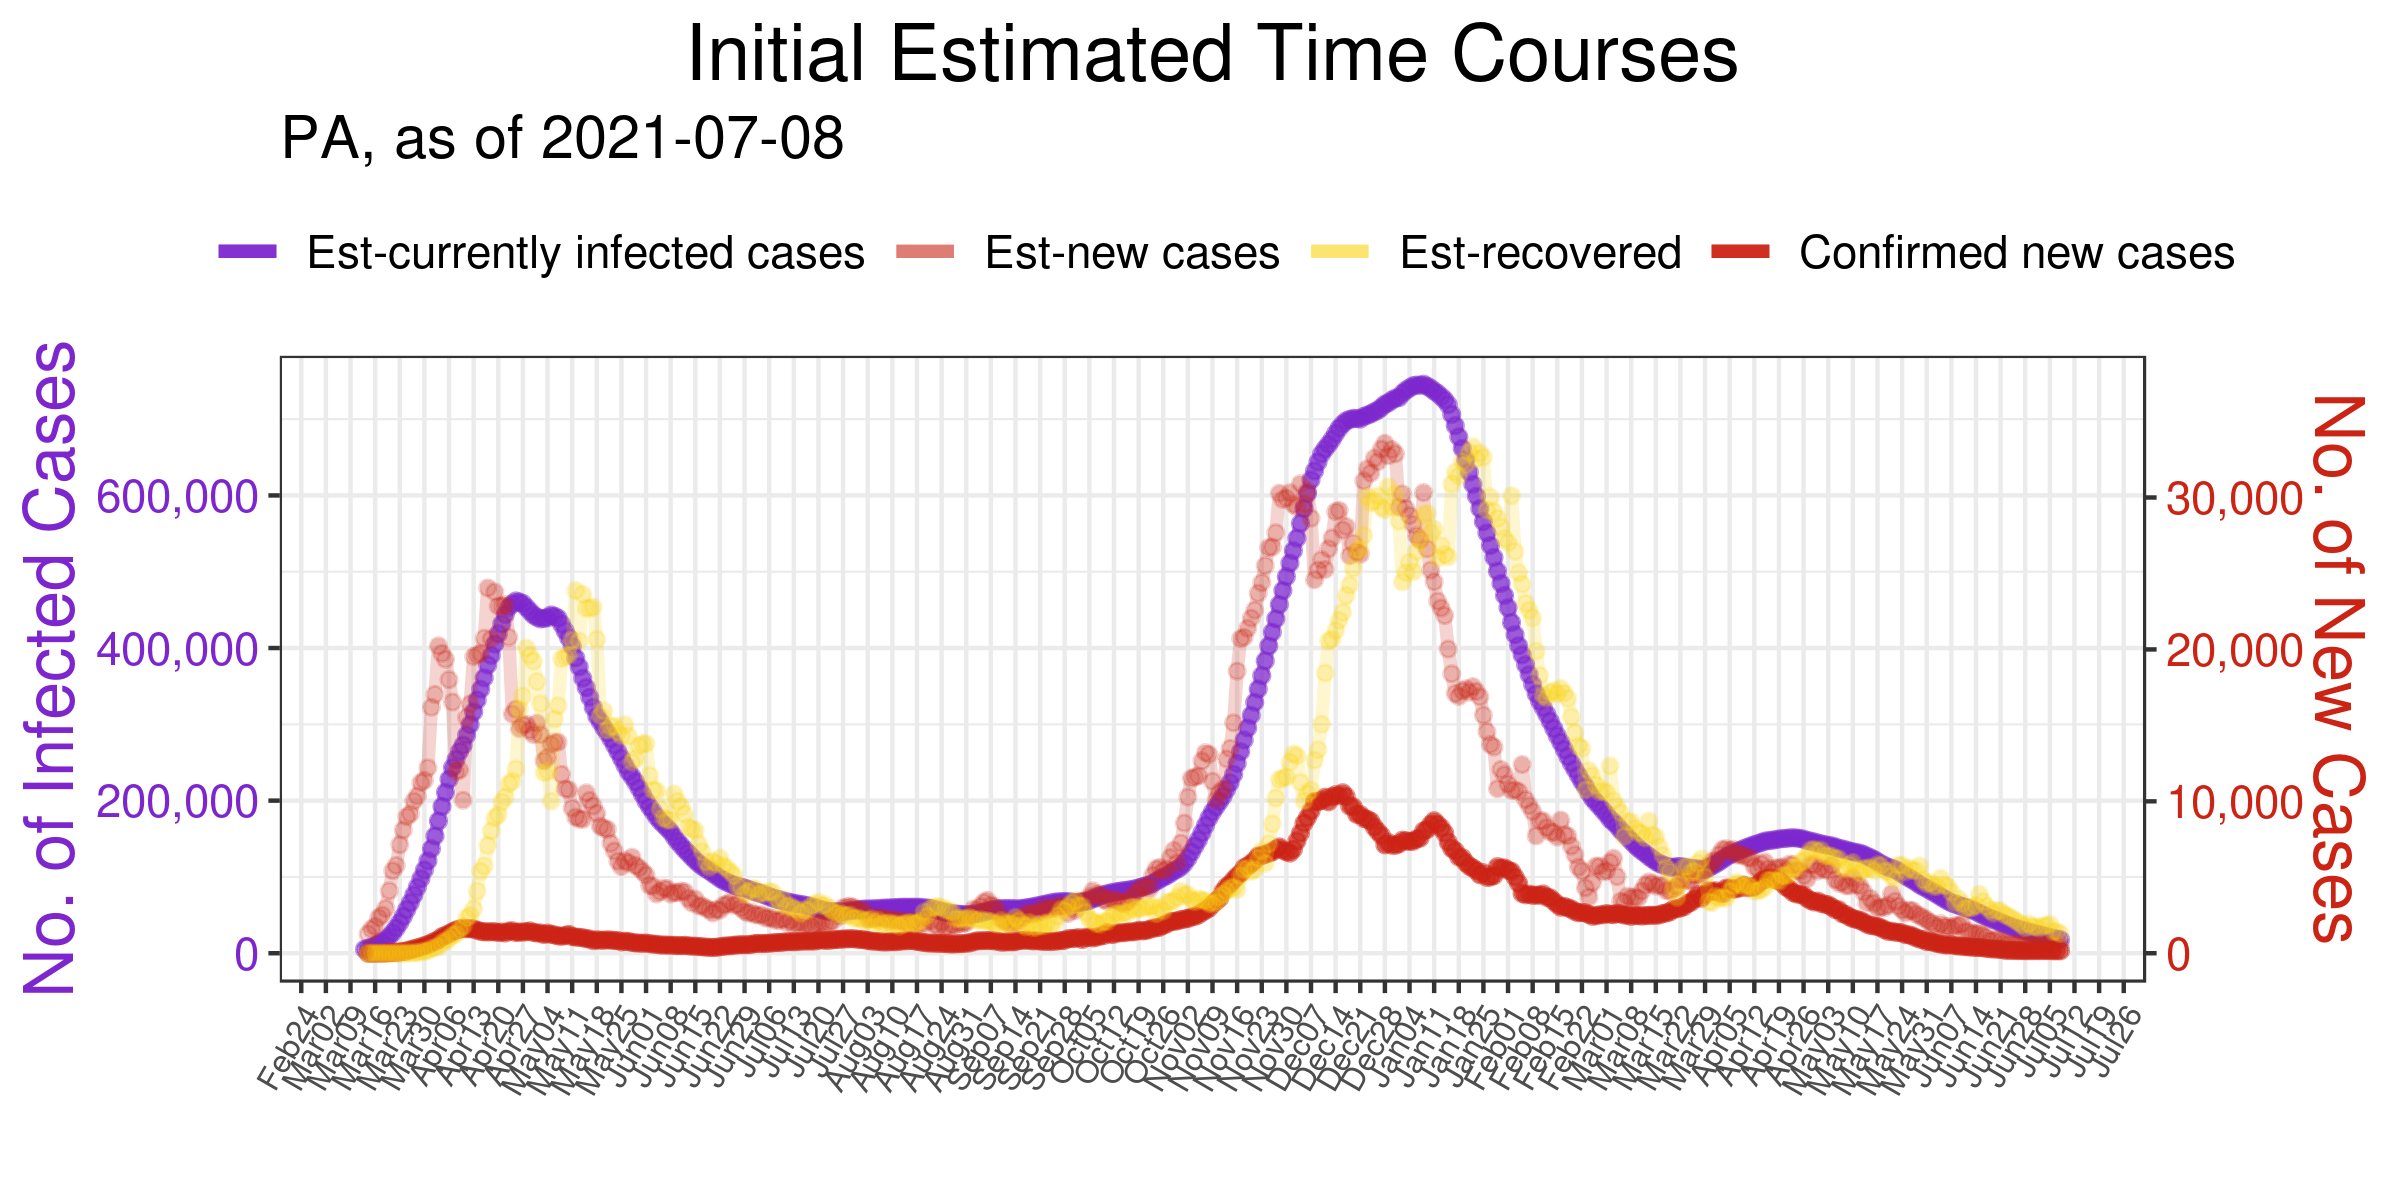 Initial Estimated Time Courses
PA, as of 2021-07-08
Est-currently infected cases
Est-new cases
Est-recovered
Confirmed new cases
No. of Infected Cases
600,000
400,000
200,000
0
30,000
20,000
10,000
0
No. of New Cases
Feb24
Mar02
Mar09
Mar16
Mar23
Mar30
Apr06
Apr13
Apr20
Apr27
May04
May11
May18
May25
Jun01
Jun08
Jun15
Jun22
Jun29
Jul06
Jul13
Jul20
Jul27
Aug03
Aug10
Aug17
Aug24
Aug31
Sep07
Sep14
Sep21
Sep28
Oct05
Oct12
Oct19
Oct26
Nov02
Nov09
Nov16
Nov23
Nov30
Dec07
Dec14
Dec21
Dec28
Jan04
Jan11
Jan18
Jan25
Feb01
Feb08
Feb15
Feb22
Mar01
Mar08
Mar15
Mar22
Mar29
Apr05
Apr12
Apr19
Apr26
May03
May10
May17
May24
May31
Jun07
Jun14
Jun21
Jun28
Jul05
Jul12
Jul19
Jul26